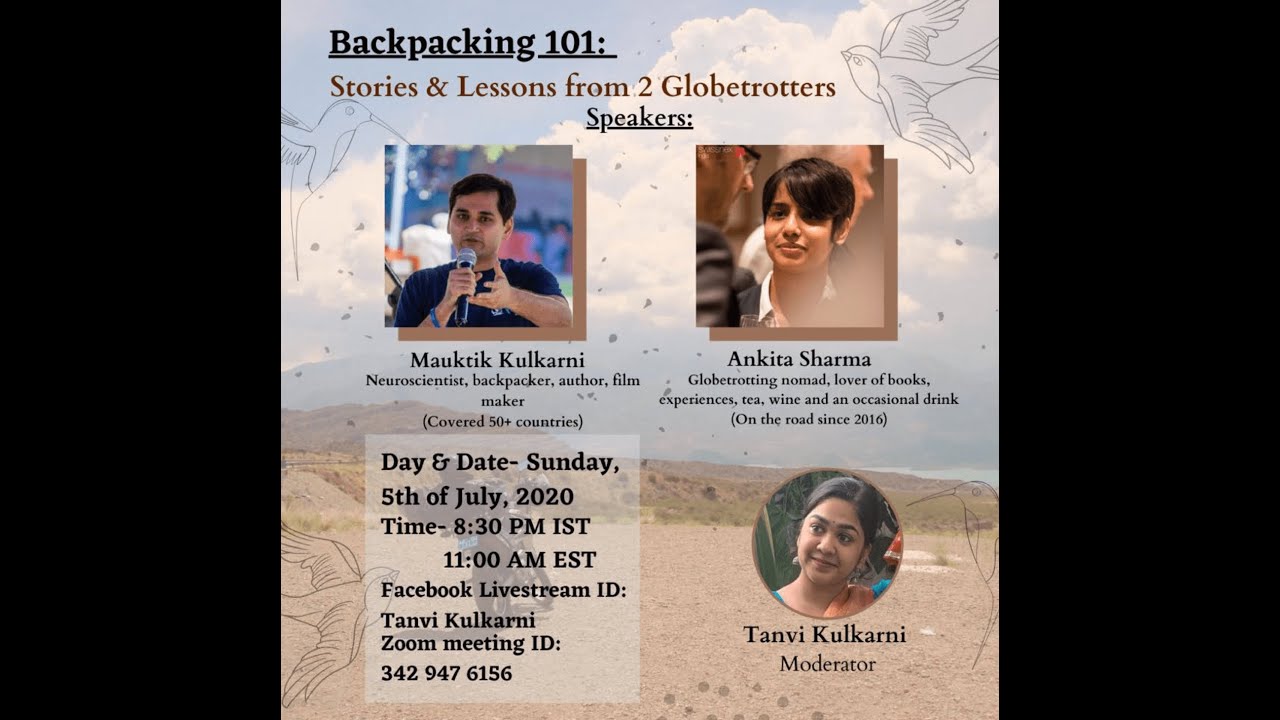 Backpacking 101:
Stories & Lessons from 2 Globetrotters
Speakers:
Mauktik Kulkarni
Neuroscientist, backpacker, author, film
maker
(Covered 50+ countries)
Ankita Sharma
Globetrotting nomad, lover of books,
experiences, tea, wine and an occasional drink
(On the road since 2016)
Day & Date- Sunday,
5th of July, 2020
Time- 8:30 PM IST
11:00 AM EST
Facebook Livestream ID:
Tanvi Kulkarni
Zoom meeting ID:
342 947 6156
Tanvi Kulkarni
Moderator